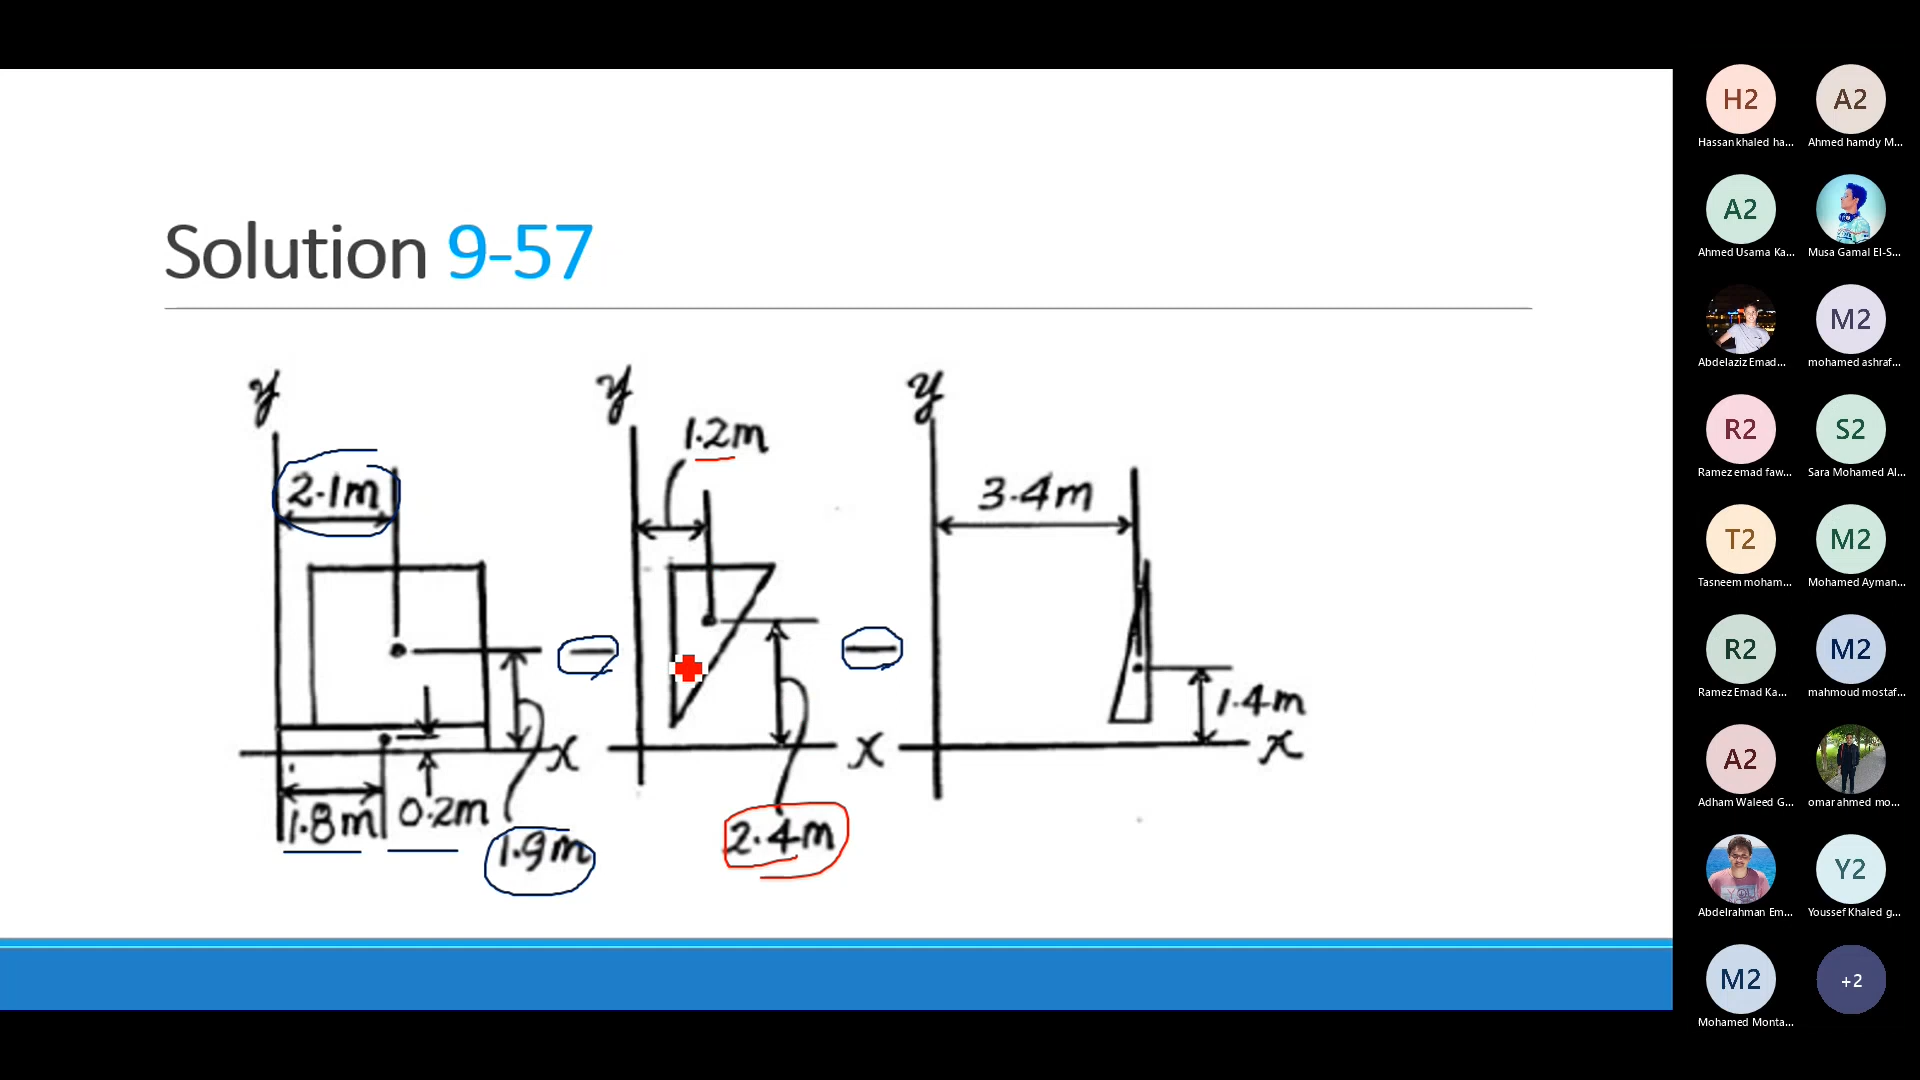 Solution 9-57
y
y
y
1.2m
2.1m
3.4m
1.4m
x
x
x
1.8m
0.2m
1.9m
2.4m
H2
A2
Hassan khaled ha...
Ahmed hamdy M...
A2
Ahmed Usama Ka...
Musa Gamal El-S...
M2
Abdelaziz Emad...
mohamed ashraf...
R2
S2
Ramez emad faw...
Sara Mohamed Al...
T2
M2
Tasneem moham...
Mohamed Ayman...
R2
M2
Ramez Emad Ka...
mahmoud mostaf...
A2
Adham Waleed G...
omar ahmed mo...
Y2
Abdelrahman Em...
Youssef Khaled g...
M2
+2
Mohamed Monta...